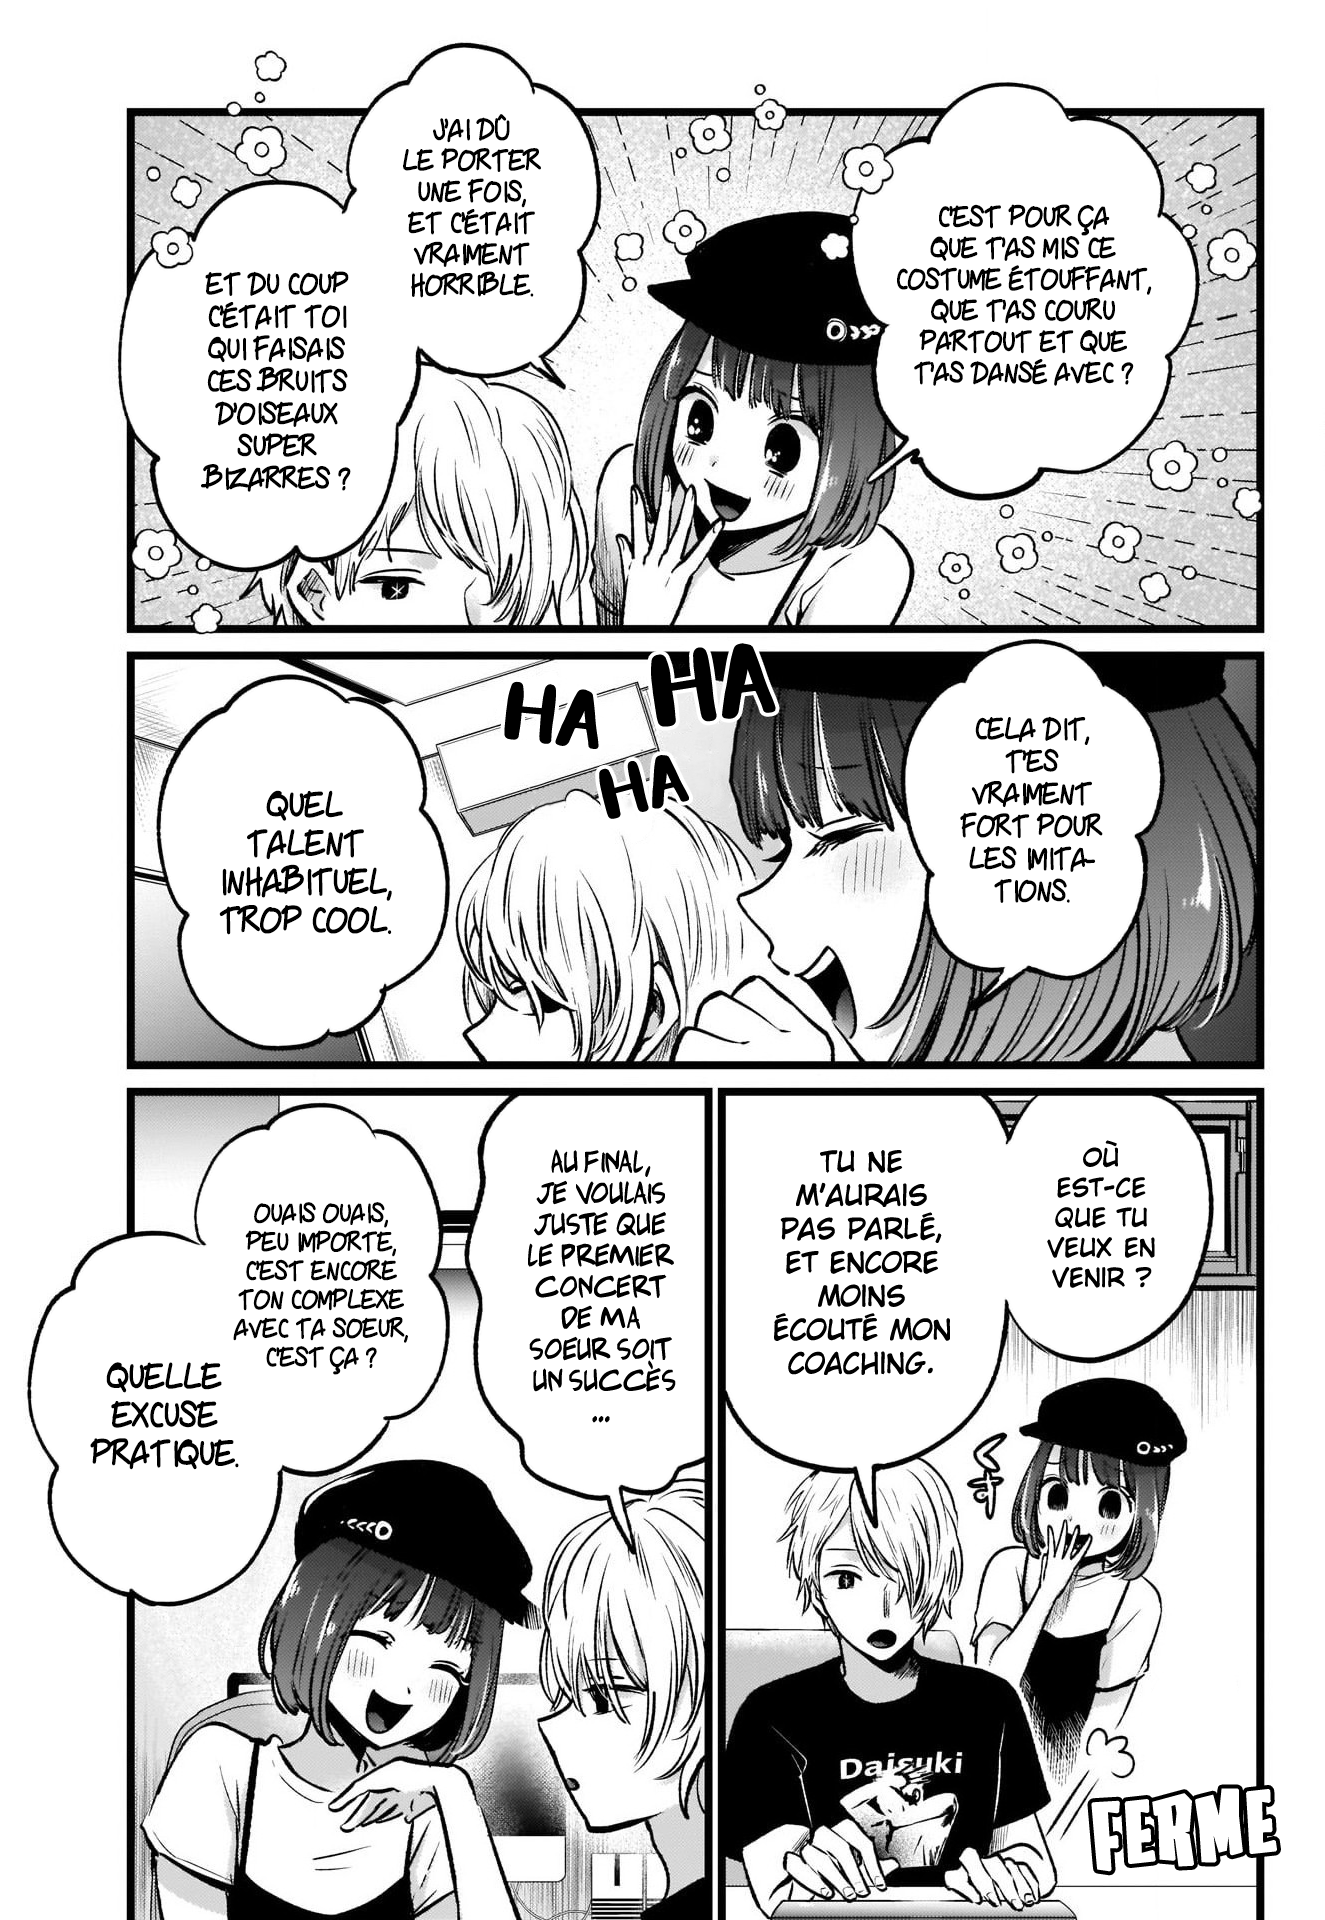 C'EST POUR ÇA
QUE T'AS MIS CE
COSTUME ÉTOUFFANT,
QUE T'AS COURU
PARTOUT ET QUE
T'AS DANSÉ AVEC ?
J'AI DÛ
LE PORTER
UNE FOIS,
ET C'ÉTAIT
VRAIMENT
HORRIBLE.
ET DU COUP
C'ÉTAIT TOI
QUI FAISAIS
CES BRUITS
D'OISEAUX
SUPER
BIZARRES ?
CELA DIT,
T'ES
VRAIMENT
FORT POUR
LES IMITA-
TIONS.
HA
HA
HA
QUEL
TALENT
INHABITUEL,
TROP COOL.
OÙ
EST-CE
QUE TU
VEUX EN
VENIR ?
TU NE
M'AURAIS
PAS PARLÉ,
ET ENCORE
MOINS
ÉCOUTÉ MON
COACHING.
くす
Daisuki
FERME
AU FINAL,
JE VOULAIS
JUSTE QUE
LE PREMIER
CONCERT
DE MA
SOEUR SOIT
UN SUCCÈS
...
OUAIS OUAIS,
PEU IMPORTE,
C'EST ENCORE
TON COMPLEXE
AVEC TA SOEUR,
C'EST ÇA ?
QUELLE
EXCUSE
PRATIQUE.